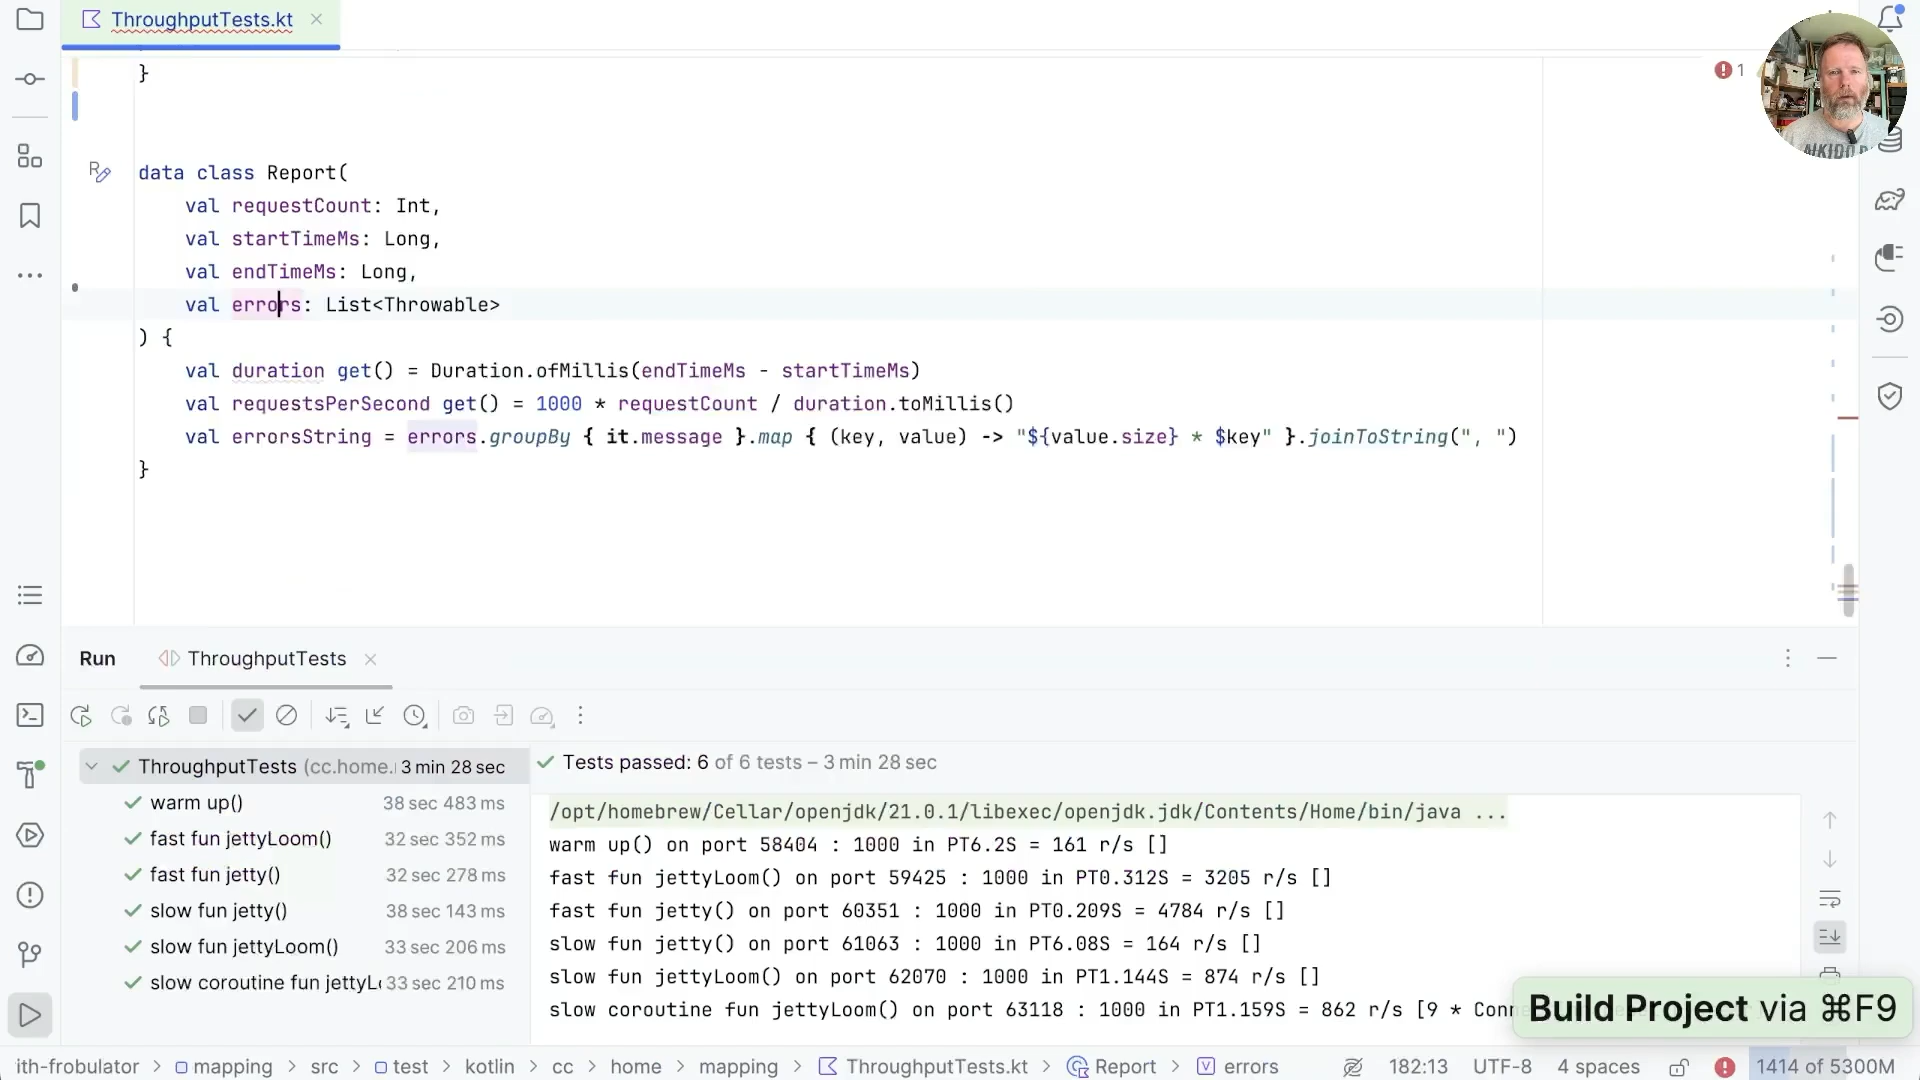 ThroughputTests.kt
}
1
data class Report(
val requestCount: Int,
val startTimeMs: Long,
val endTimeMs: Long,
val errors: List<Throwable>
) {
val duration get() = Duration.ofMillis(endTimeMs - startTimeMs)
val requestsPerSecond get() = 1000 * requestCount / duration.toMillis()
val errorsString = errors.groupBy { it.message }.map { (key, value) -> "${value.size} * $key" }.joinToString(", ")
}
Run ThroughputTests
ThroughputTests (cc.home. 3 min 28 sec
Tests passed: 6 of 6 tests – 3 min 28 sec
warm up() 38 sec 483 ms
fast fun jettyLoom() 32 sec 352 ms
fast fun jetty() 32 sec 278 ms
slow fun jetty() 38 sec 143 ms
slow fun jettyLoom() 33 sec 206 ms
slow coroutine fun jettyL 33 sec 210 ms
/opt/homebrew/Cellar/openjdk/21.0.1/libexec/openjdk.jdk/Contents/Home/bin/java ...
warm up() on port 58404 : 1000 in PT6.2S = 161 r/s []
fast fun jettyLoom() on port 59425 : 1000 in PT0.312S = 3205 r/s []
fast fun jetty() on port 60351 : 1000 in PT0.209S = 4784 r/s []
slow fun jetty() on port 61063 : 1000 in PT6.08S = 164 r/s []
slow fun jettyLoom() on port 62070 : 1000 in PT1.144S = 874 r/s []
slow coroutine fun jettyLoom() on port 63118 : 1000 in PT1.159S = 862 r/s [9 * Conn
Build Project via ⌘F9
ith-frobulator > mapping > src > test > kotlin > cc > home > mapping > ThroughputTests.kt > Report > errors 182:13 UTF-8 4 spaces 1414 of 5300M